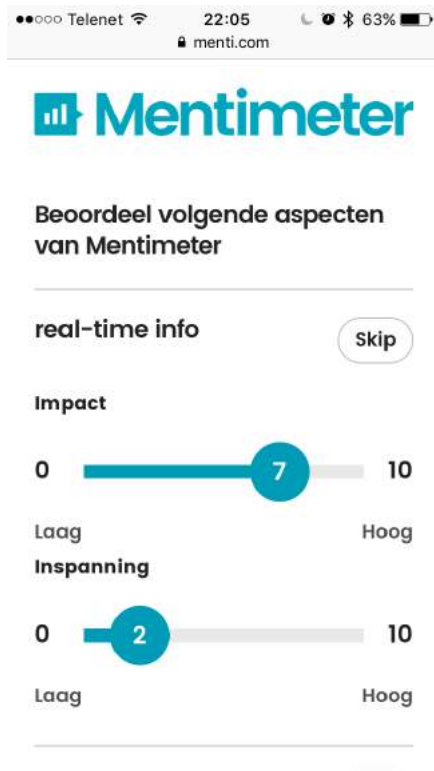 Telenet 22:05 63%
menti.com
Mentimeter
Beoordeel volgende aspecten
van Mentimeter
real-time info Skip
Impact
0 7 10
Laag Hoog
Inspanning
0 2 10
Laag Hoog